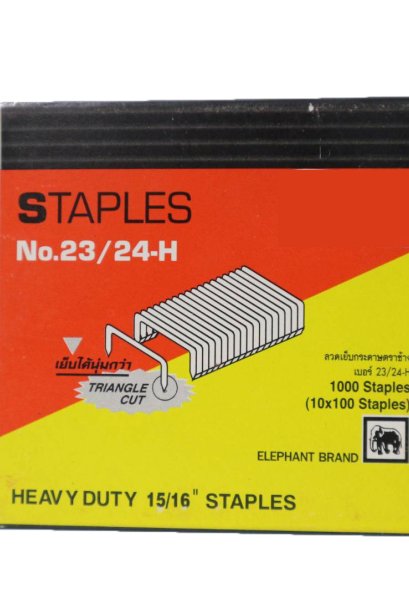 STAPLES
No.23/24-H
เย็บได้นุ่มกว่า
TRIANGLE
CUT
ลวดเย็บกระดาษตราช้าง
เบอร์ 23/24-H
1000 Staples
(10x100 Staples)
ELEPHANT BRAND
HEAVY DUTY 15/16" STAPLES